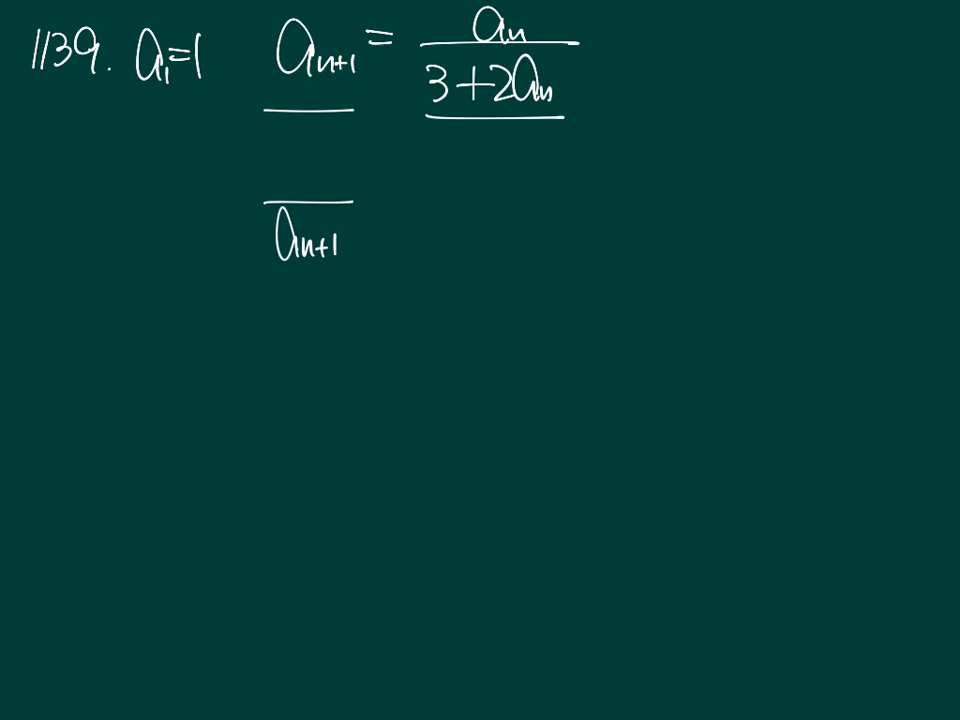 1139. a₁=1 aₙ₊₁ = aₙ / (3+2aₙ)
aₙ₊₁